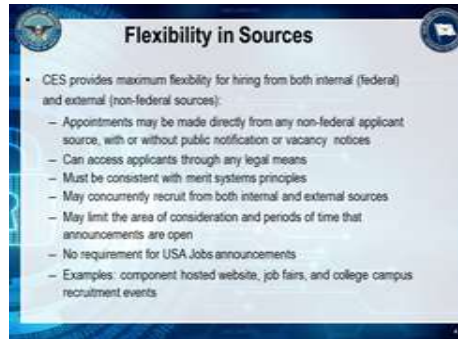 Flexibility in Sources
• CES provides maximum flexibility for hiring from both internal (federal)
and external (non-federal sources):
– Appointments may be made directly from any non-federal applicant
source, with or without public notification or vacancy notices
– Can access applicants through any legal means
– Must be consistent with merit systems principles
– May concurrently recruit from both internal and external sources
– May limit the area of consideration and periods of time that
announcements are open
– No requirement for USA Jobs announcements
– Examples: component hosted website, job fairs, and college campus
recruitment events